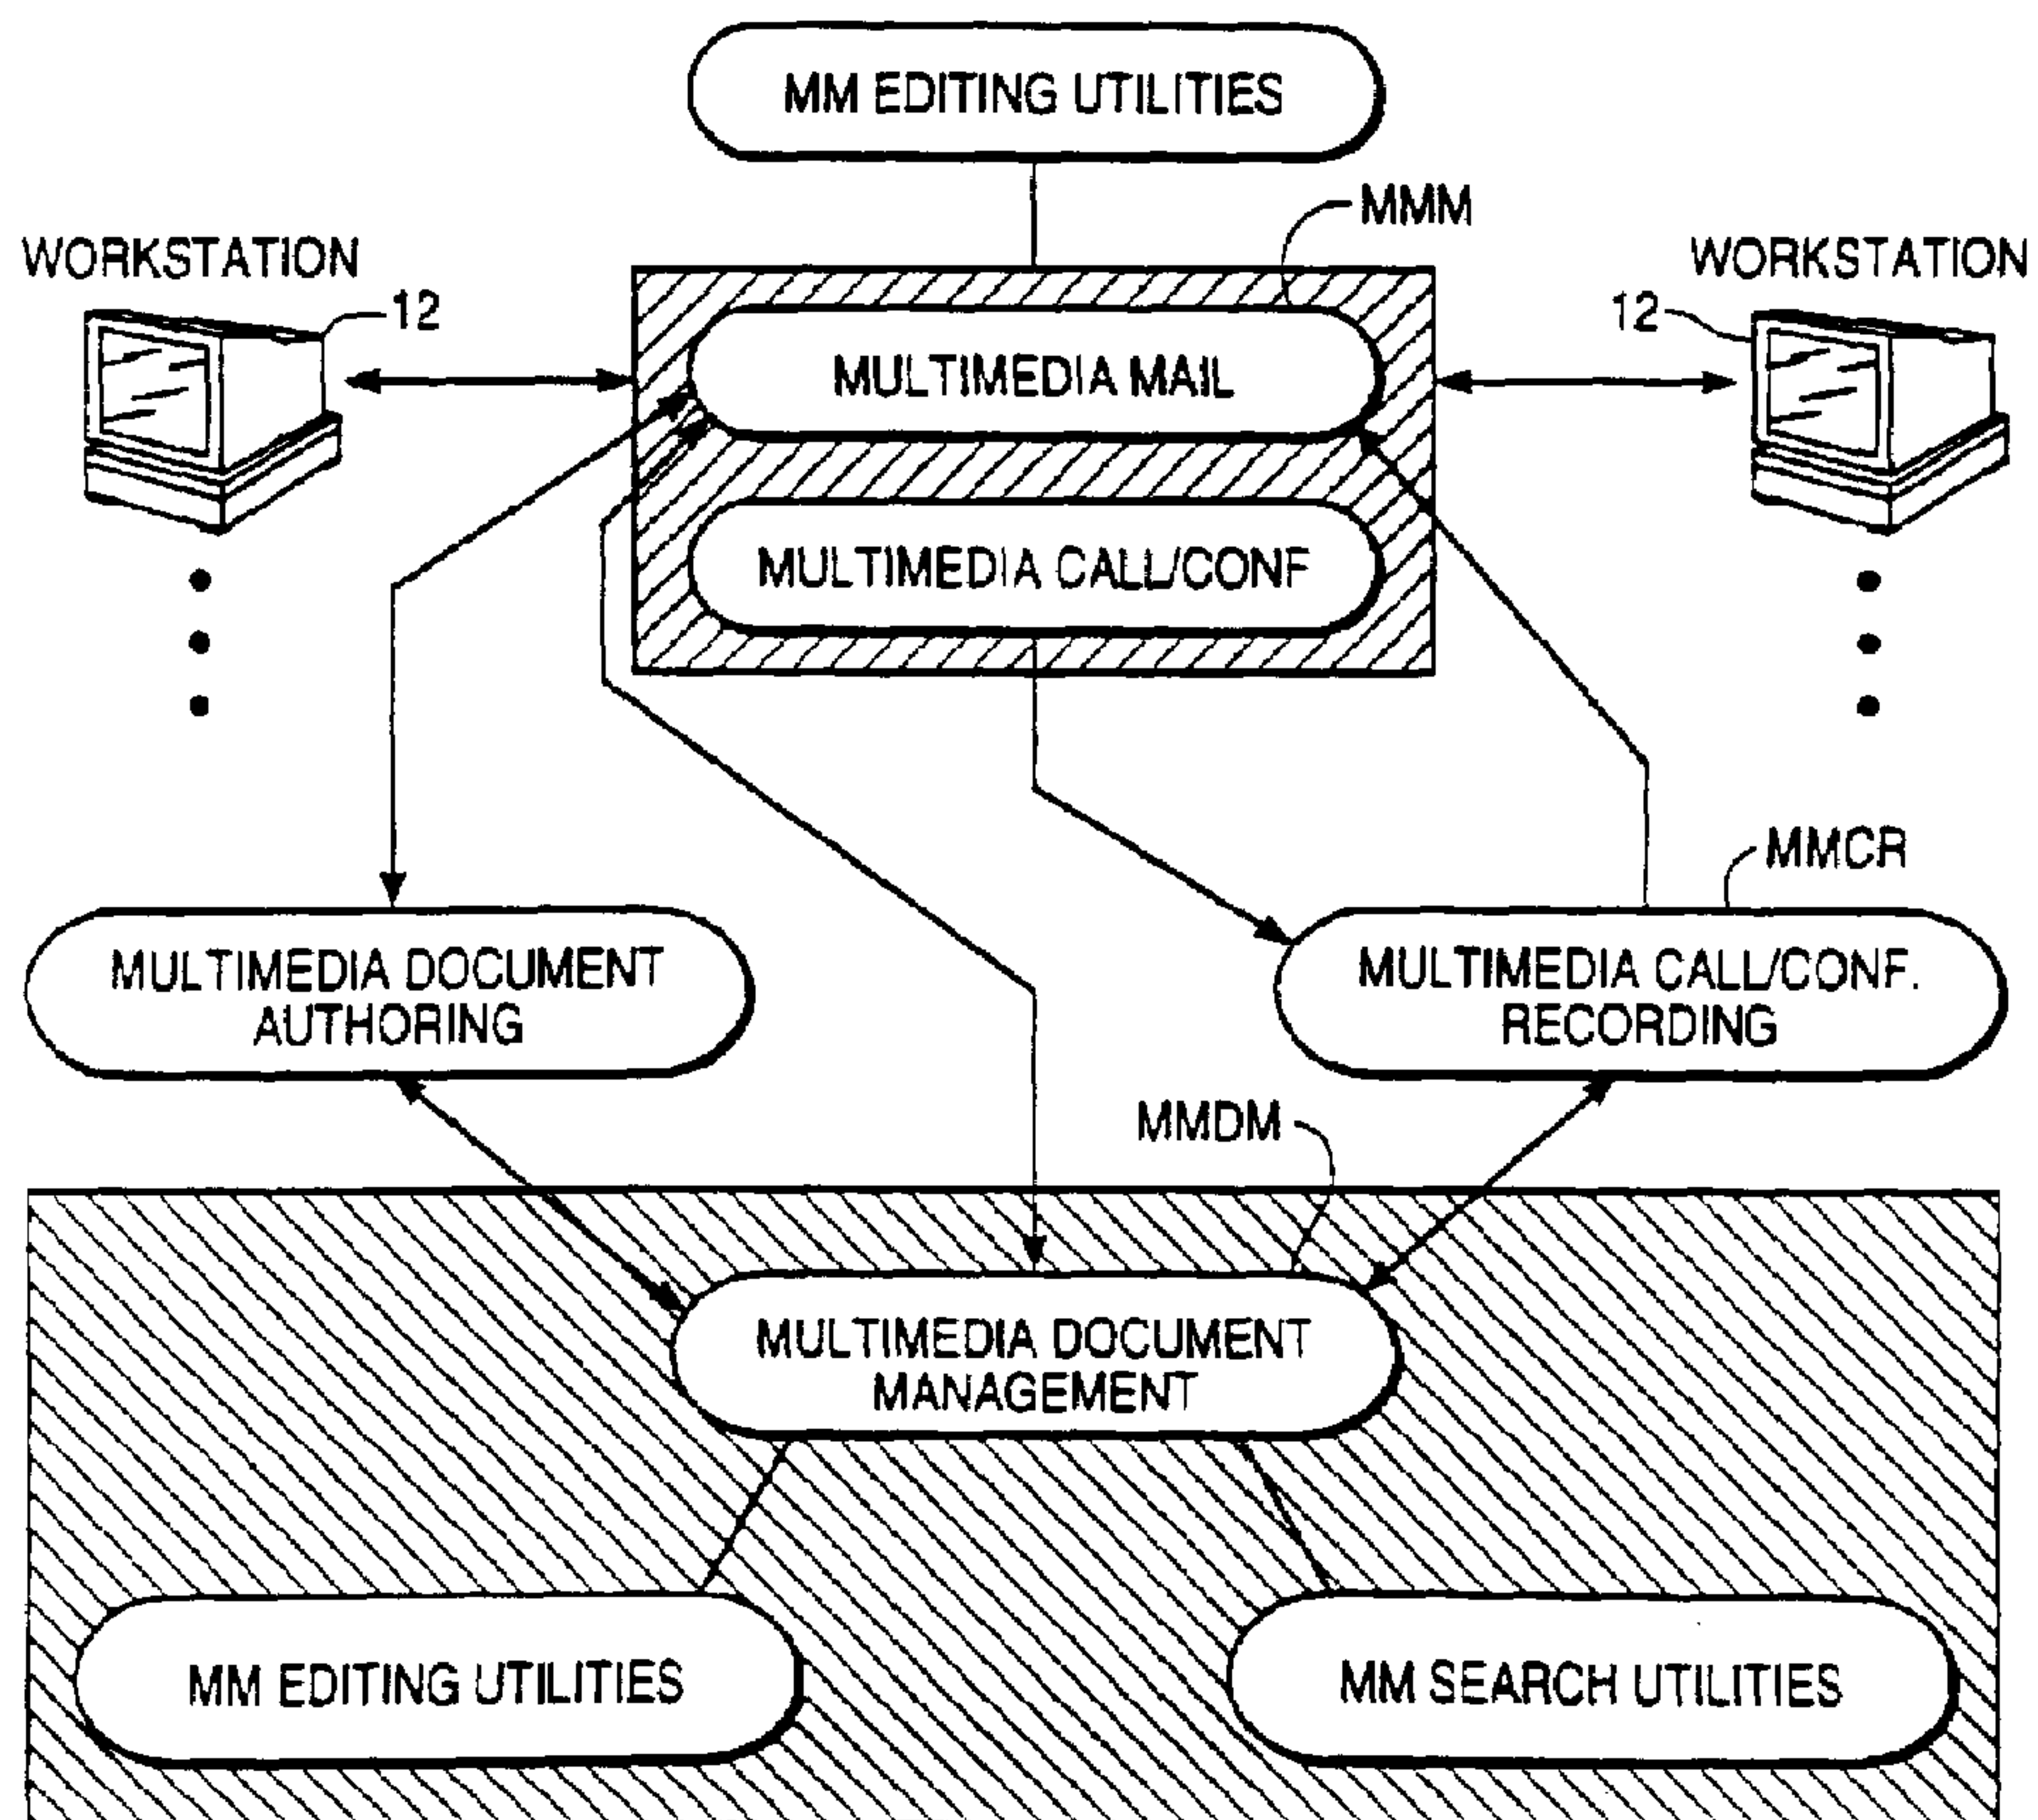 MM EDITING UTILITIES
MMM
WORKSTATION
WORKSTATION
12
12
MULTIMEDIA MAIL
MULTIMEDIA CALL/CONF
MMCR
MULTIMEDIA DOCUMENT
AUTHORING
MULTIMEDIA CALL/CONF.
RECORDING
MMDM
MULTIMEDIA DOCUMENT
MANAGEMENT
MM EDITING UTILITIES
MM SEARCH UTILITIES